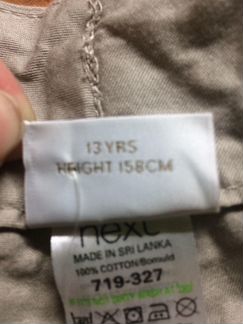 13 YRS
HEIGHT 158CM
next
MADE IN SRI LANKA
100% COTTON/Bomuld
719-327